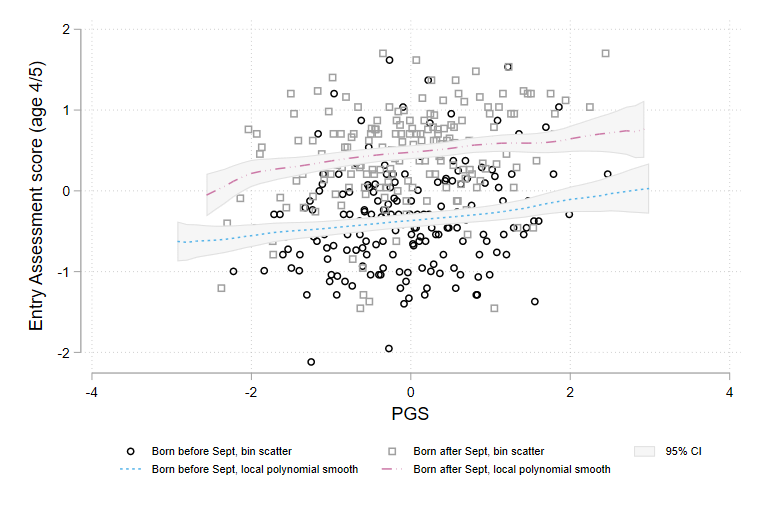 Entry Assessment score (age 4/5)
2
1
0
-1
-2
-4 -2 0 2 4
PGS
Born before Sept, bin scatter Born after Sept, bin scatter 95% CI
Born before Sept, local polynomial smooth Born after Sept, local polynomial smooth